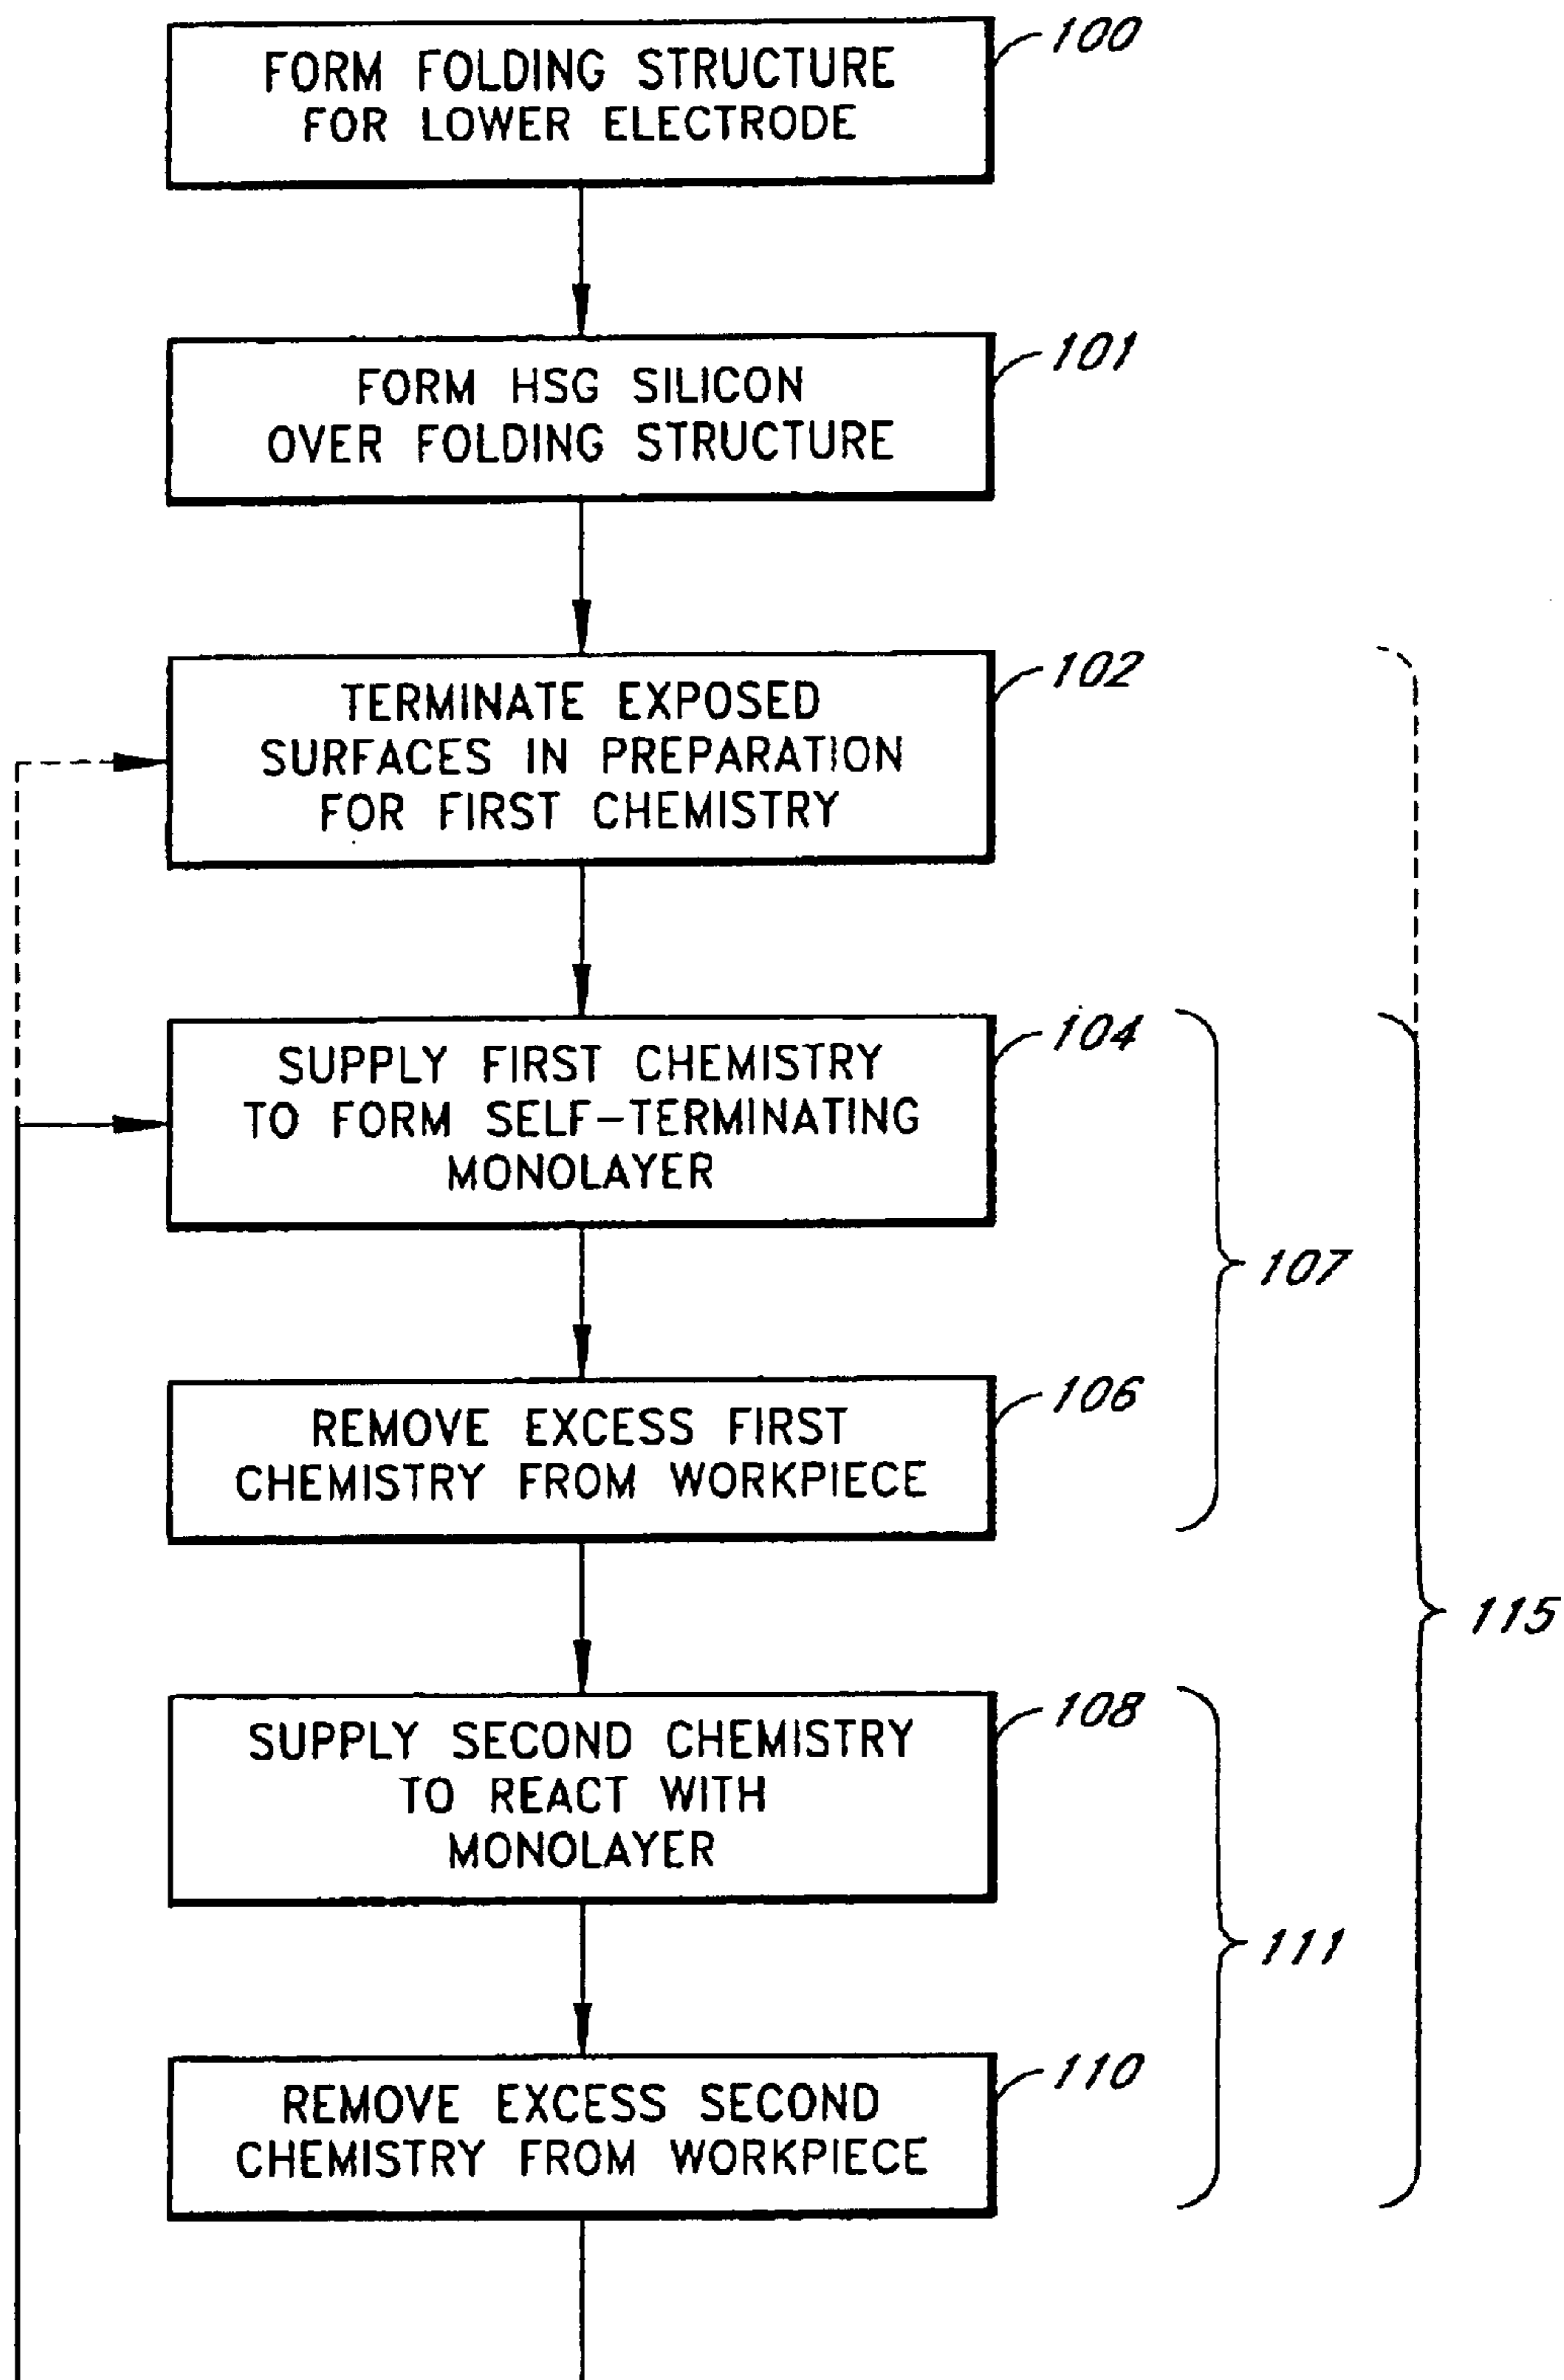 100
FORM FOLDING STRUCTURE
FOR LOWER ELECTRODE
101
FORM HSG SILICON
OVER FOLDING STRUCTURE
102
TERMINATE EXPOSED
SURFACES IN PREPARATION
FOR FIRST CHEMISTRY
104
SUPPLY FIRST CHEMISTRY
TO FORM SELF-TERMINATING
MONOLAYER
107
106
REMOVE EXCESS FIRST
CHEMISTRY FROM WORKPIECE
115
108
SUPPLY SECOND CHEMISTRY
TO REACT WITH
MONOLAYER
111
110
REMOVE EXCESS SECOND
CHEMISTRY FROM WORKPIECE